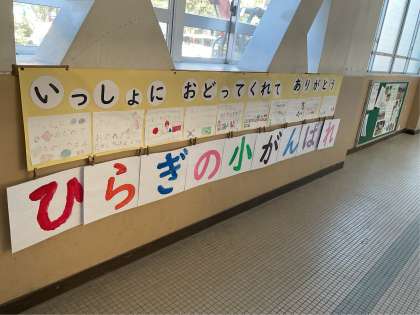 いっしょに おどってくれて ありがとう
ひらぎの小がんばれ